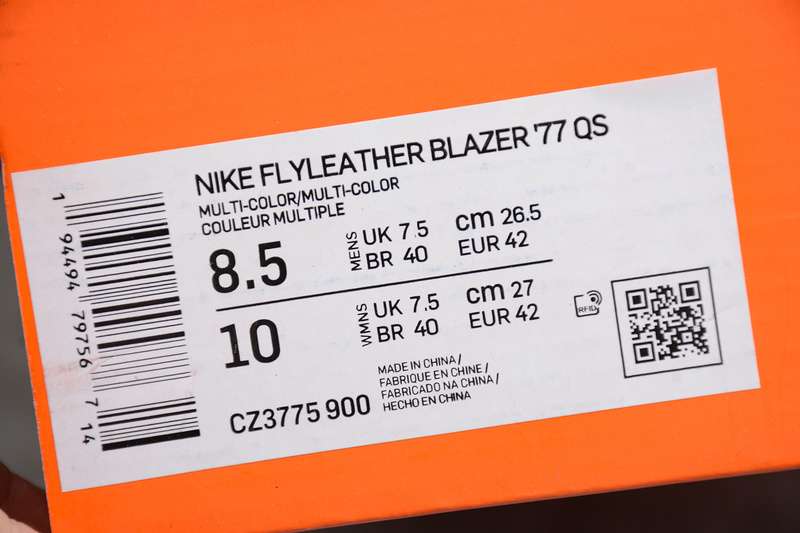 NIKE FLYLEATHER BLAZER '77 QS
MULTI-COLOR/MULTI-COLOR
COULEUR MULTIPLE
8.5
MENS
UK 7.5 cm 26.5
BR 40 EUR 42
10
WMNS
UK 7.5 cm 27
BR 40 EUR 42
RFID
CZ3775 900
MADE IN CHINA/
FABRIQUE EN CHINE/
FABRICADO NA CHINA/
HECHO EN CHINA
1 94494 79756 7 14